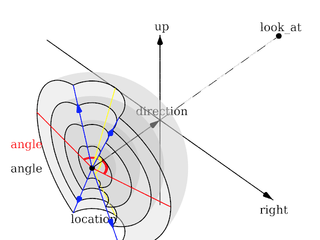 up
look_at
direction
angle
angle
location
right